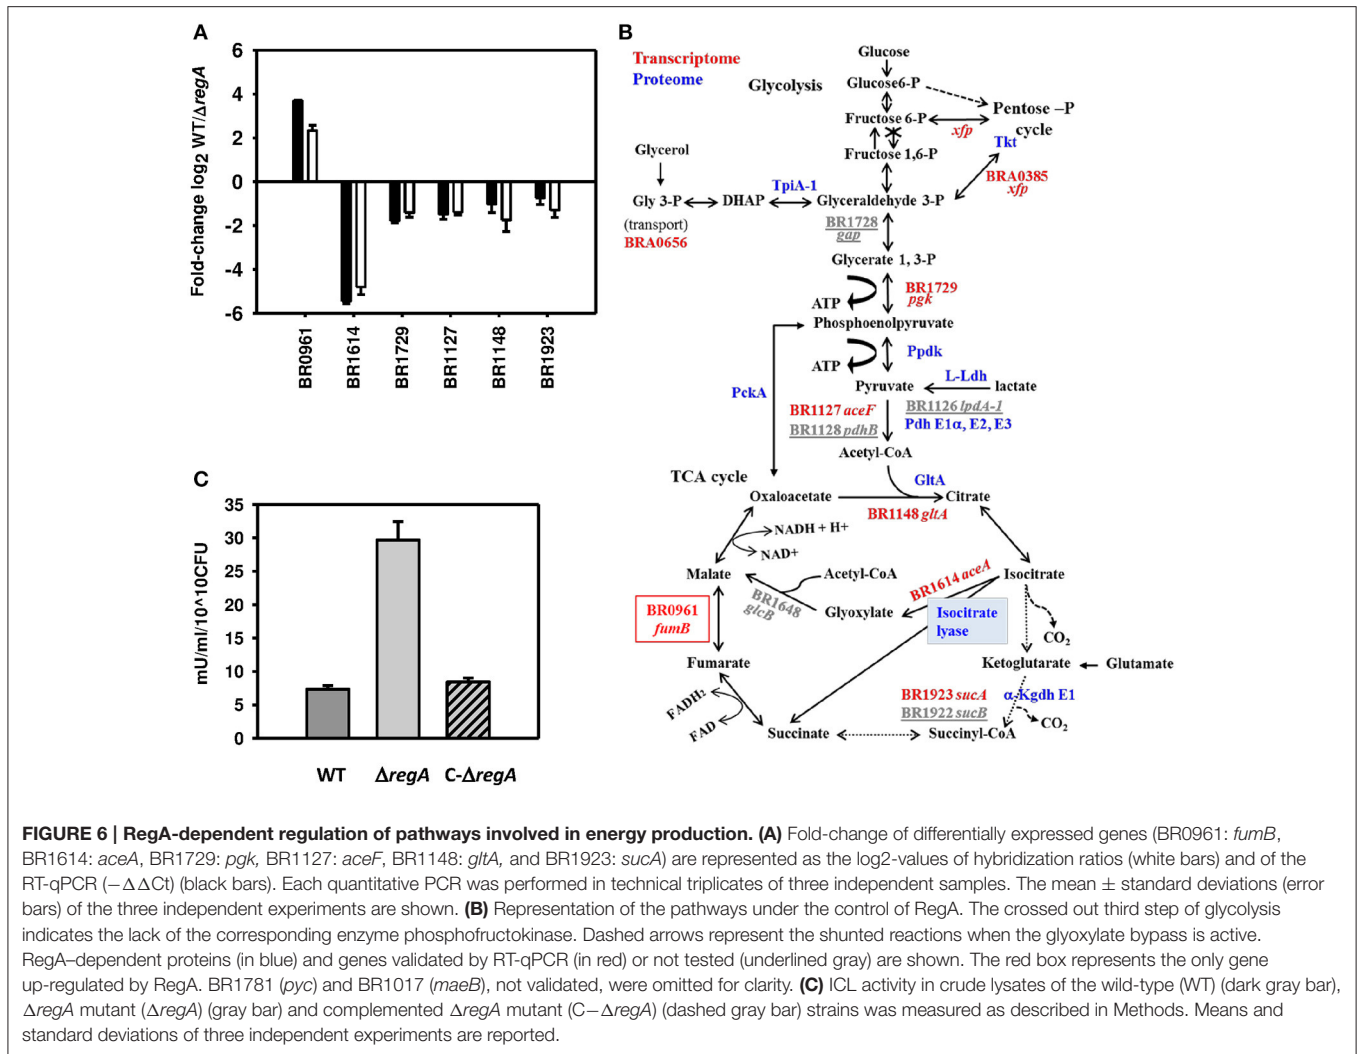 A
Fold-change log2 WT/ΔregA
6
4
2
0
-2
-4
-6
BR0961
BR1614
BR1729
BR1127
BR1148
BR1923
B
Transcriptome
Proteome
Glycolysis
Glucose
Glucose6-P
Fructose 6-P
Pentose –P
cycle
xfp
Tkt
Fructose 1,6-P
BRA0385
xfp
Glycerol
Gly 3-P
DHAP
TpiA-1
Glyceraldehyde 3-P
(transport)
BRA0656
BR1728
gap
Glycerate 1, 3-P
ATP
BR1729
pgk
Phosphoenolpyruvate
ATP
Ppdk
PckA
Pyruvate
L-Ldh
lactate
BR1127 aceF
BR1126 lpdA-1
BR1128 pdhB
Pdh E1α, E2, E3
Acetyl-CoA
TCA cycle
GltA
Oxaloacetate
Citrate
BR1148 gltA
NADH + H+
NAD+
Malate
Acetyl-CoA
BR1614 aceA
Isocitrate
BR1648
glcB
Glyoxylate
Isocitrate
lyase
BR0961
fumB
CO2
Fumarate
Ketoglutarate
Glutamate
FADH2
FAD
BR1923 sucA
α-Kgdh E1
BR1922 sucB
CO2
Succinate
Succinyl-CoA
C
mU/ml/10^10CFU
35
30
25
20
15
10
5
0
WT
ΔregA
C-ΔregA
FIGURE 6 | RegA-dependent regulation of pathways involved in energy production. (A) Fold-change of differentially expressed genes (BR0961: fumB,
BR1614: aceA, BR1729: pgk, BR1127: aceF, BR1148: gltA, and BR1923: sucA) are represented as the log2-values of hybridization ratios (white bars) and of the
RT-qPCR (−ΔΔCt) (black bars). Each quantitative PCR was performed in technical triplicates of three independent samples. The mean ± standard deviations (error
bars) of the three independent experiments are shown. (B) Representation of the pathways under the control of RegA. The crossed out third step of glycolysis
indicates the lack of the corresponding enzyme phosphofructokinase. Dashed arrows represent the shunted reactions when the glyoxylate bypass is active.
RegA–dependent proteins (in blue) and genes validated by RT-qPCR (in red) or not tested (underlined gray) are shown. The red box represents the only gene
up-regulated by RegA. BR1781 (pyc) and BR1017 (maeB), not validated, were omitted for clarity. (C) ICL activity in crude lysates of the wild-type (WT) (dark gray bar),
ΔregA mutant (ΔregA) (gray bar) and complemented ΔregA mutant (C−ΔregA) (dashed gray bar) strains was measured as described in Methods. Means and
standard deviations of three independent experiments are reported.